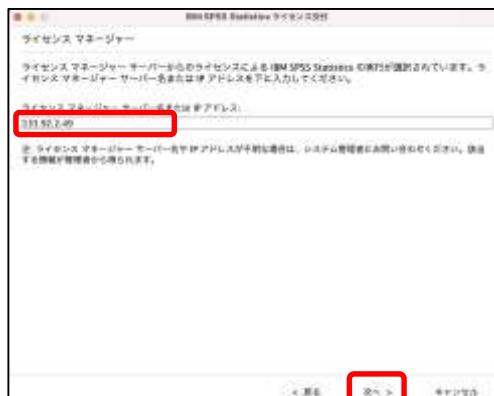 IBM SPSS Statistics ライセンス交付
ライセンス マネージャー
ライセンス マネージャー サーバーからのライセンスによる IBM SPSS Statistics の実行が選択されています。ラ
イセンス マネージャー サーバー名または IP アドレスを下に入力してください。
ライセンス マネージャー サーバー名または IP アドレス:
133.92.2.49
注: ライセンス マネージャー サーバー名や IP アドレスが不明な場合は、システム管理者にお問い合わせください。該当
する情報が管理者から得られます。
< 戻る
次へ >
キャンセル